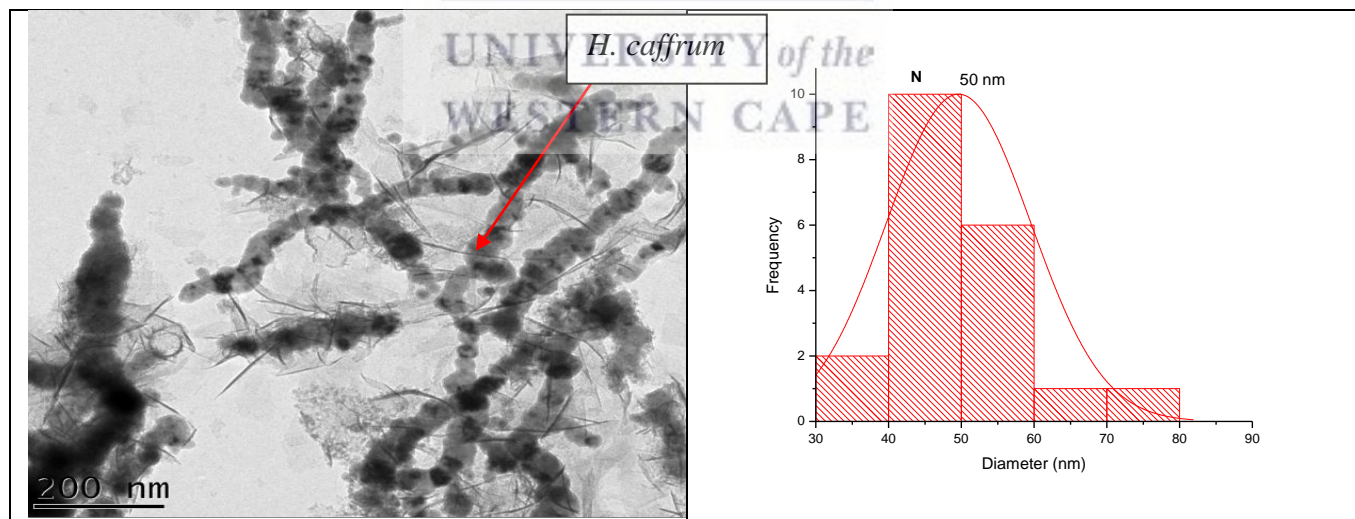 UNIVERSITY of the
WESTERN CAPE
H. caffrum
200 nm
N
50 nm
10
8
6
4
2
0
Frequency
30 40 50 60 70 80 90
Diameter (nm)